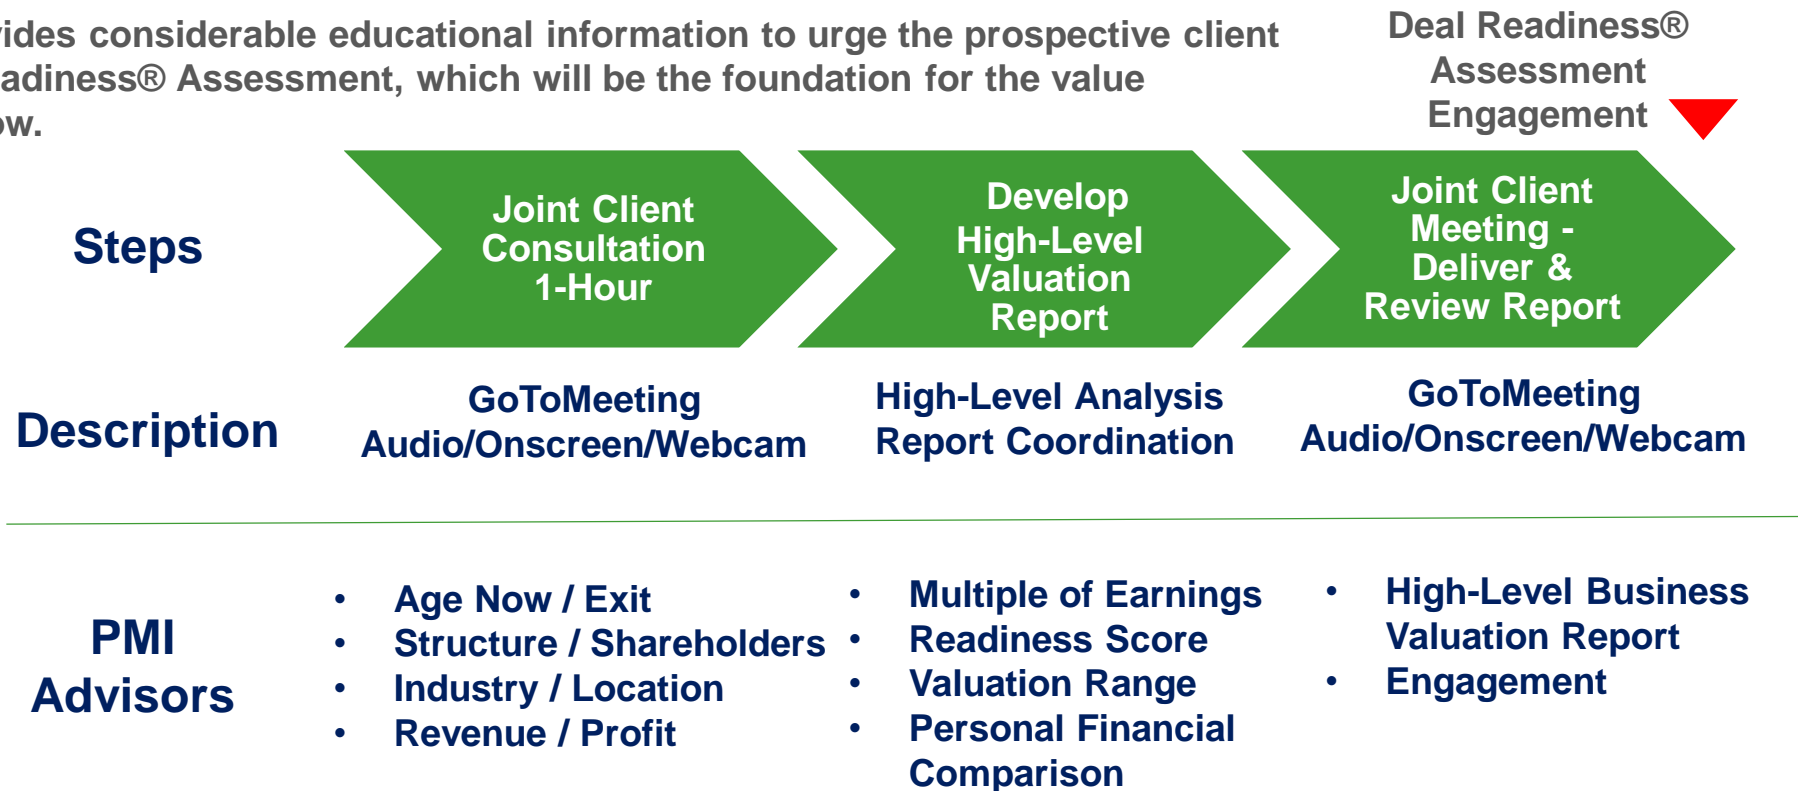 considerable educational information to urge the prospective client
Assessment, which will be the foundation for the value
Deal Readiness®
Assessment
Engagement
Steps
Joint Client
Consultation
1-Hour
Develop
High-Level
Valuation
Report
Joint Client
Meeting -
Deliver &
Review Report
Description
GoToMeeting
Audio/Onscreen/Webcam
High-Level Analysis
Report Coordination
GoToMeeting
Audio/Onscreen/Webcam
PMI
Advisors
• Age Now / Exit
• Structure / Shareholders
• Industry / Location
• Revenue / Profit
• Multiple of Earnings
• Readiness Score
• Valuation Range
• Personal Financial
Comparison
• High-Level Business
Valuation Report
• Engagement